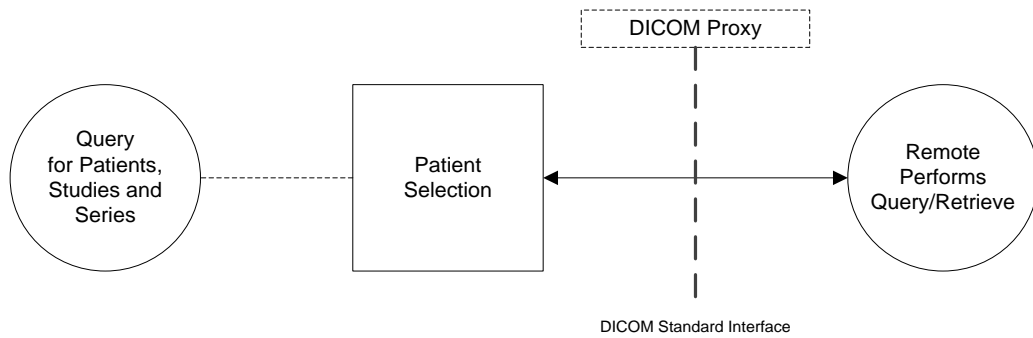 DICOM Proxy
Query
for Patients,
Studies and
Series
Patient
Selection
Remote
Performs
Query/Retrieve
DICOM Standard Interface